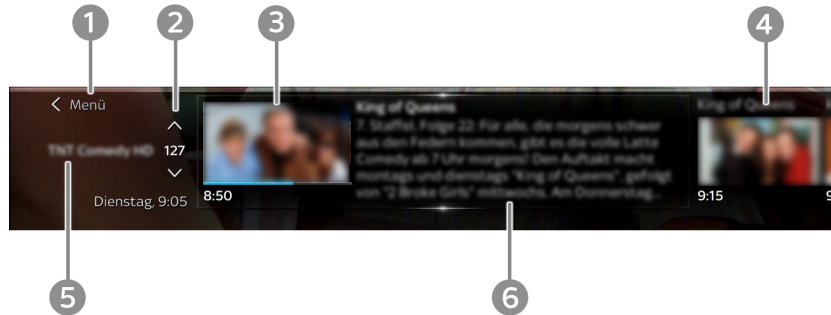 1
2
3
4
< Menü
King of Queens
King of Queens
7. Staffel, Folge 22: Für alle, die morgens schwer
aus den Federn kommen, gibt es die volle Latte
TNT Comedy HD
127
Comedy ab 7 Uhr morgens! Den Auftakt macht
montags und dienstags "King of Queens", gefolgt
von "2 Broke Girls" mittwochs. Am Donnerstag...
Dienstag, 9:05
8:50
9:15
5
6